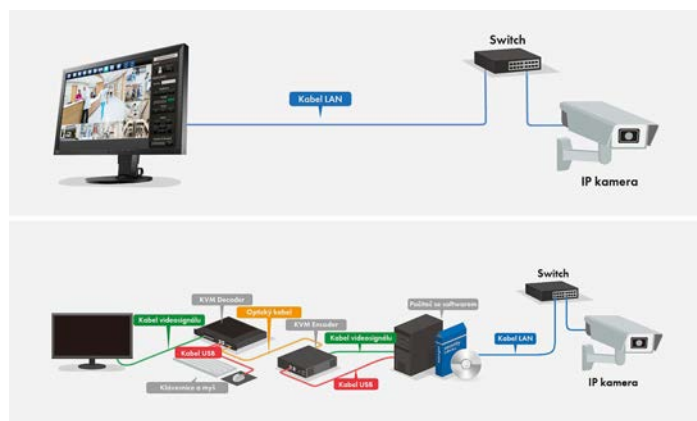 Switch
Kabel LAN
IP kamera
Switch
KVM Decoder
Počítač se softwarem
Optický kabel
KVM Encoder
Kabel videosignálu
Kabel videosignálu
Kabel LAN
Kabel USB
Klávesnice a myš
Kabel USB
IP kamera